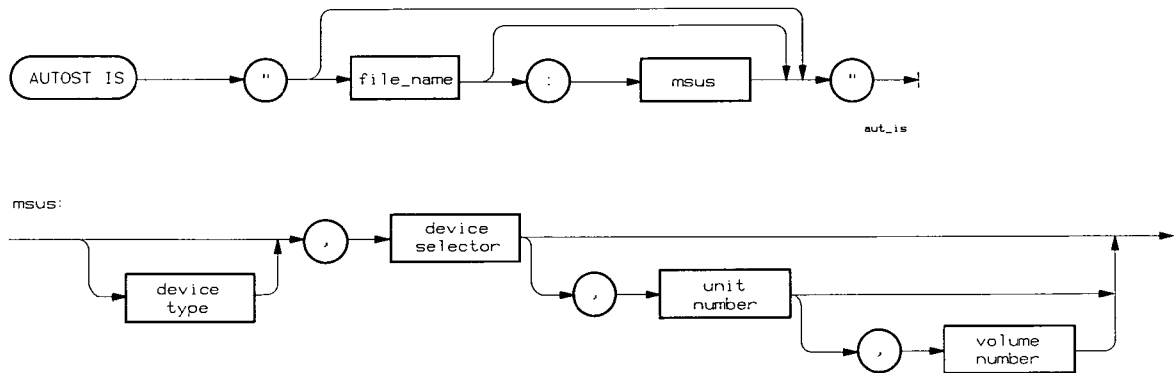 AUTOST IS
"
file_name
:
msus
"
aut_is
msus:
device
type
,
device
selector
,
unit
number
,
volume
number